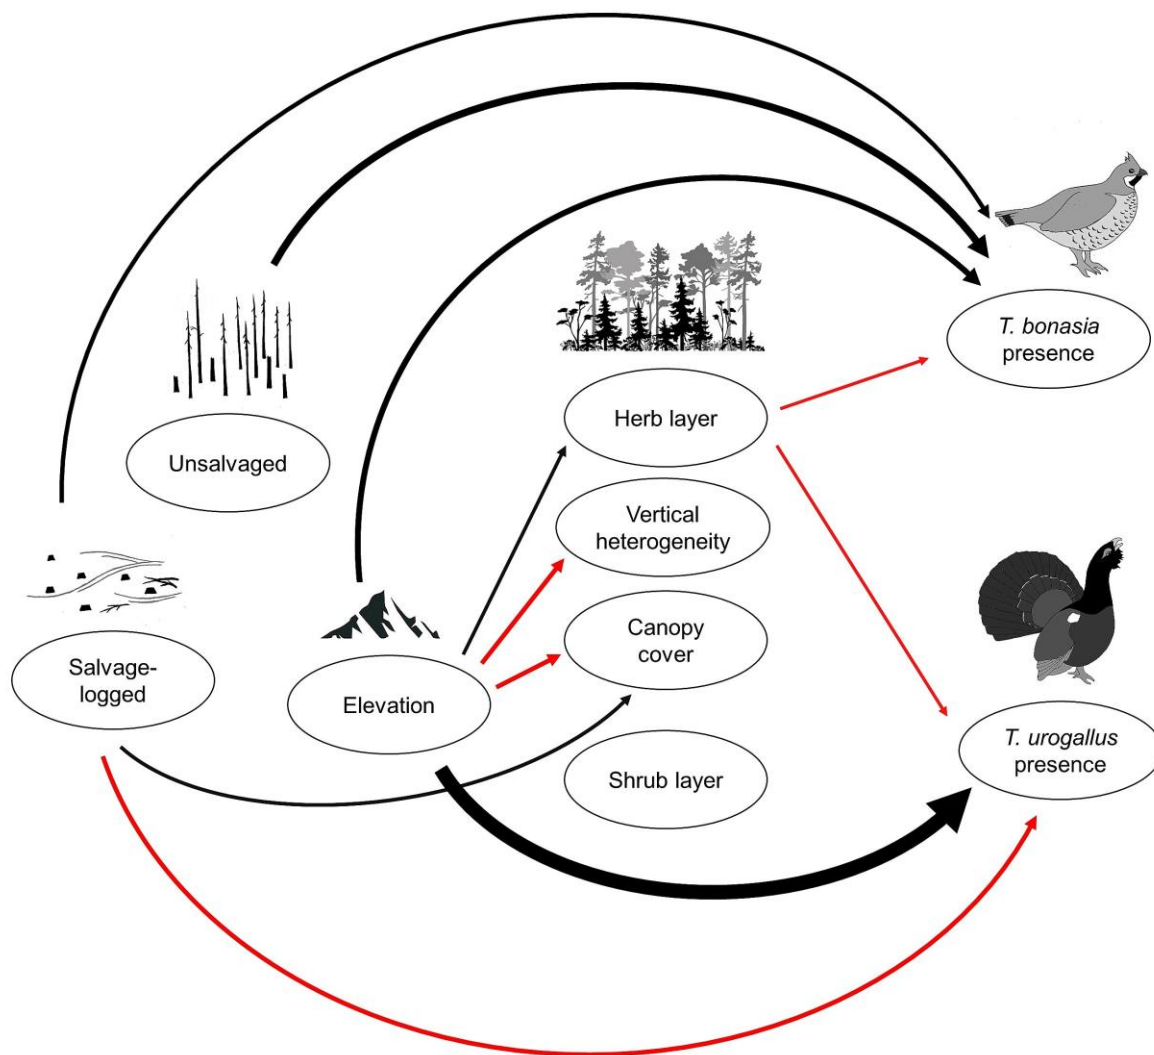 T. bonasia
presence
Herb layer
Unsalvaged
Vertical
heterogeneity
Canopy
cover
Salvage-
logged
Elevation
T. urogallus
presence
Shrub layer